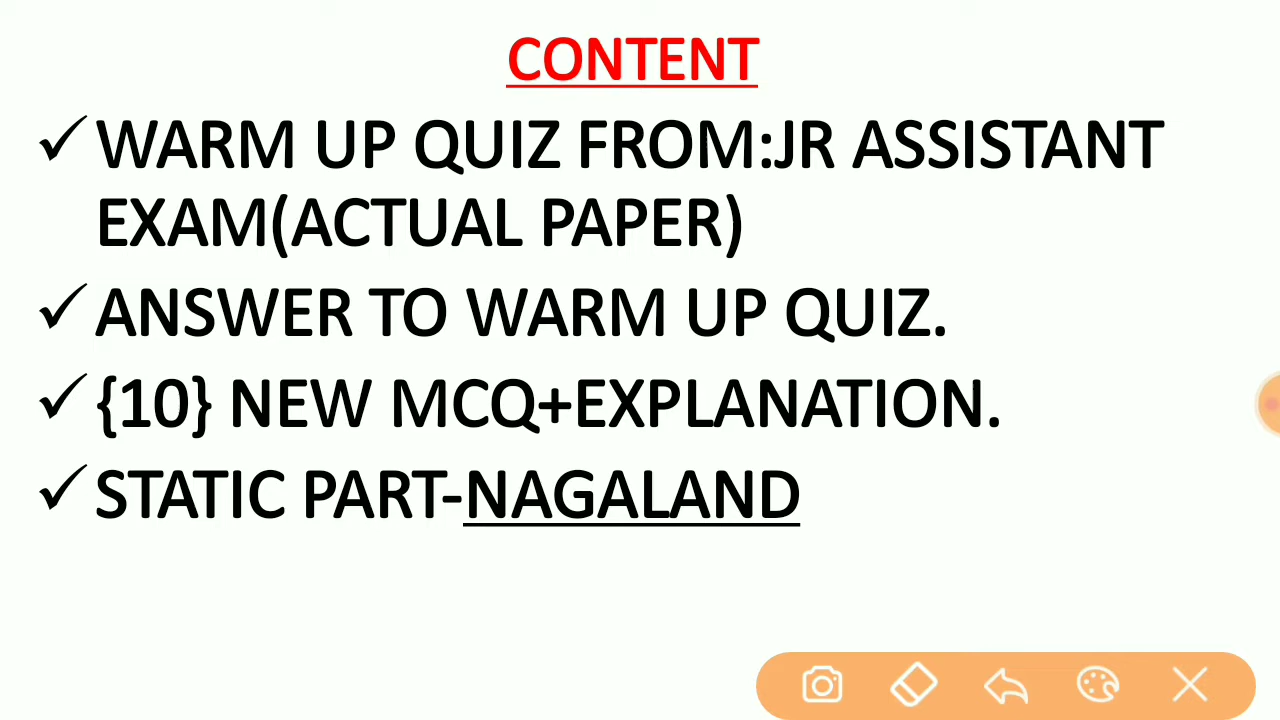 CONTENT
✓WARM UP QUIZ FROM:JR ASSISTANT
EXAM(ACTUAL PAPER)
✓ANSWER TO WARM UP QUIZ.
✓{10} NEW MCQ+EXPLANATION.
✓STATIC PART-NAGALAND